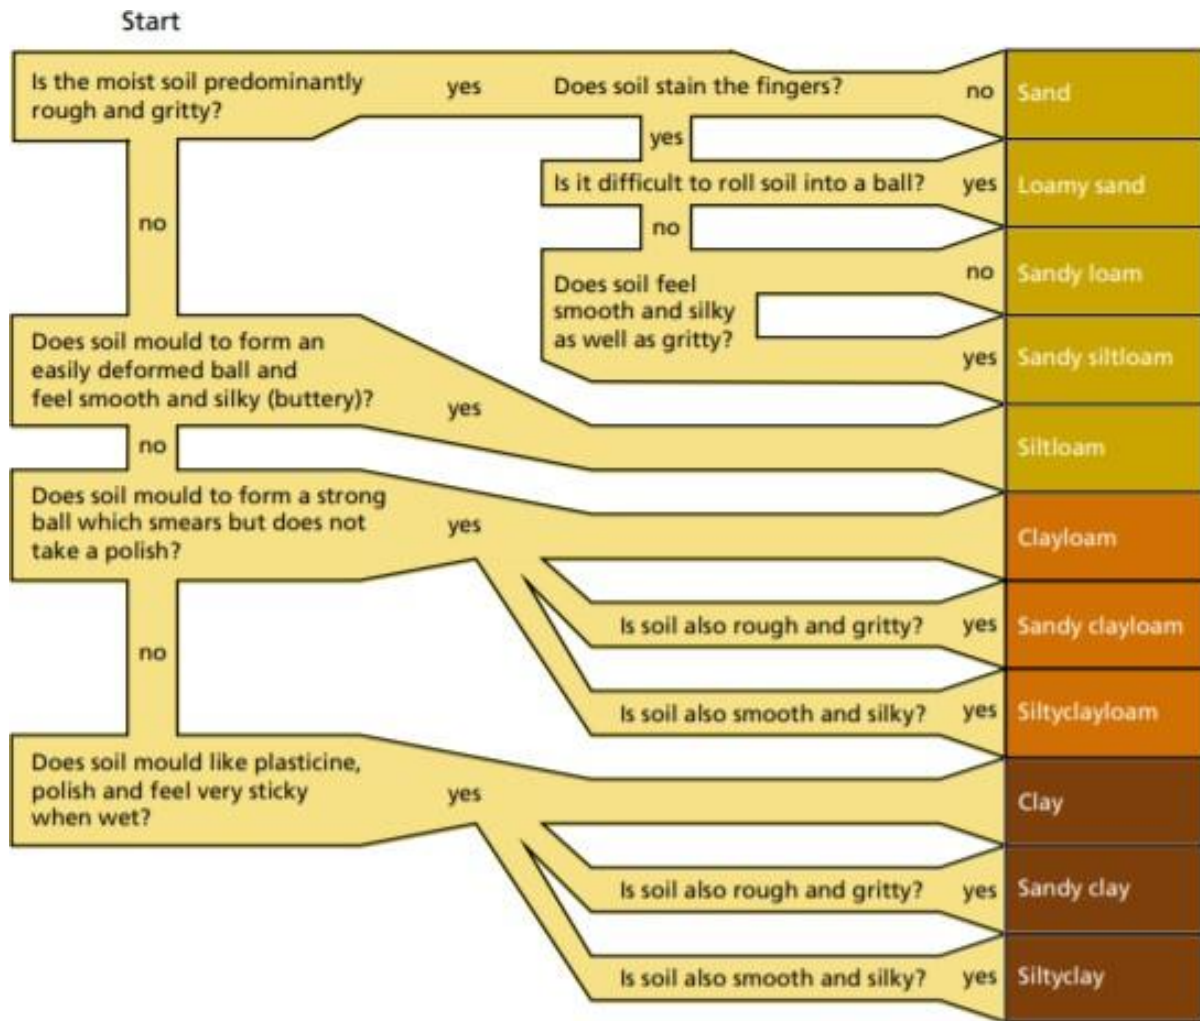 Start
Is the moist soil predominantly
rough and gritty?
yes
Does soil stain the fingers?
no
Sand
yes
Is it difficult to roll soil into a ball?
yes
Loamy sand
no
no
Does soil feel
smooth and silky
as well as gritty?
no
Sandy loam
yes
Sandy siltloam
Does soil mould to form an
easily deformed ball and
feel smooth and silky (buttery)?
yes
Siltloam
no
Does soil mould to form a strong
ball which smears but does not
take a polish?
yes
Clayloam
Is soil also rough and gritty?
yes
Sandy clayloam
no
Is soil also smooth and silky?
yes
Siltyclayloam
Does soil mould like plasticine,
polish and feel very sticky
when wet?
yes
Clay
Is soil also rough and gritty?
yes
Sandy clay
Is soil also smooth and silky?
yes
Siltyclay